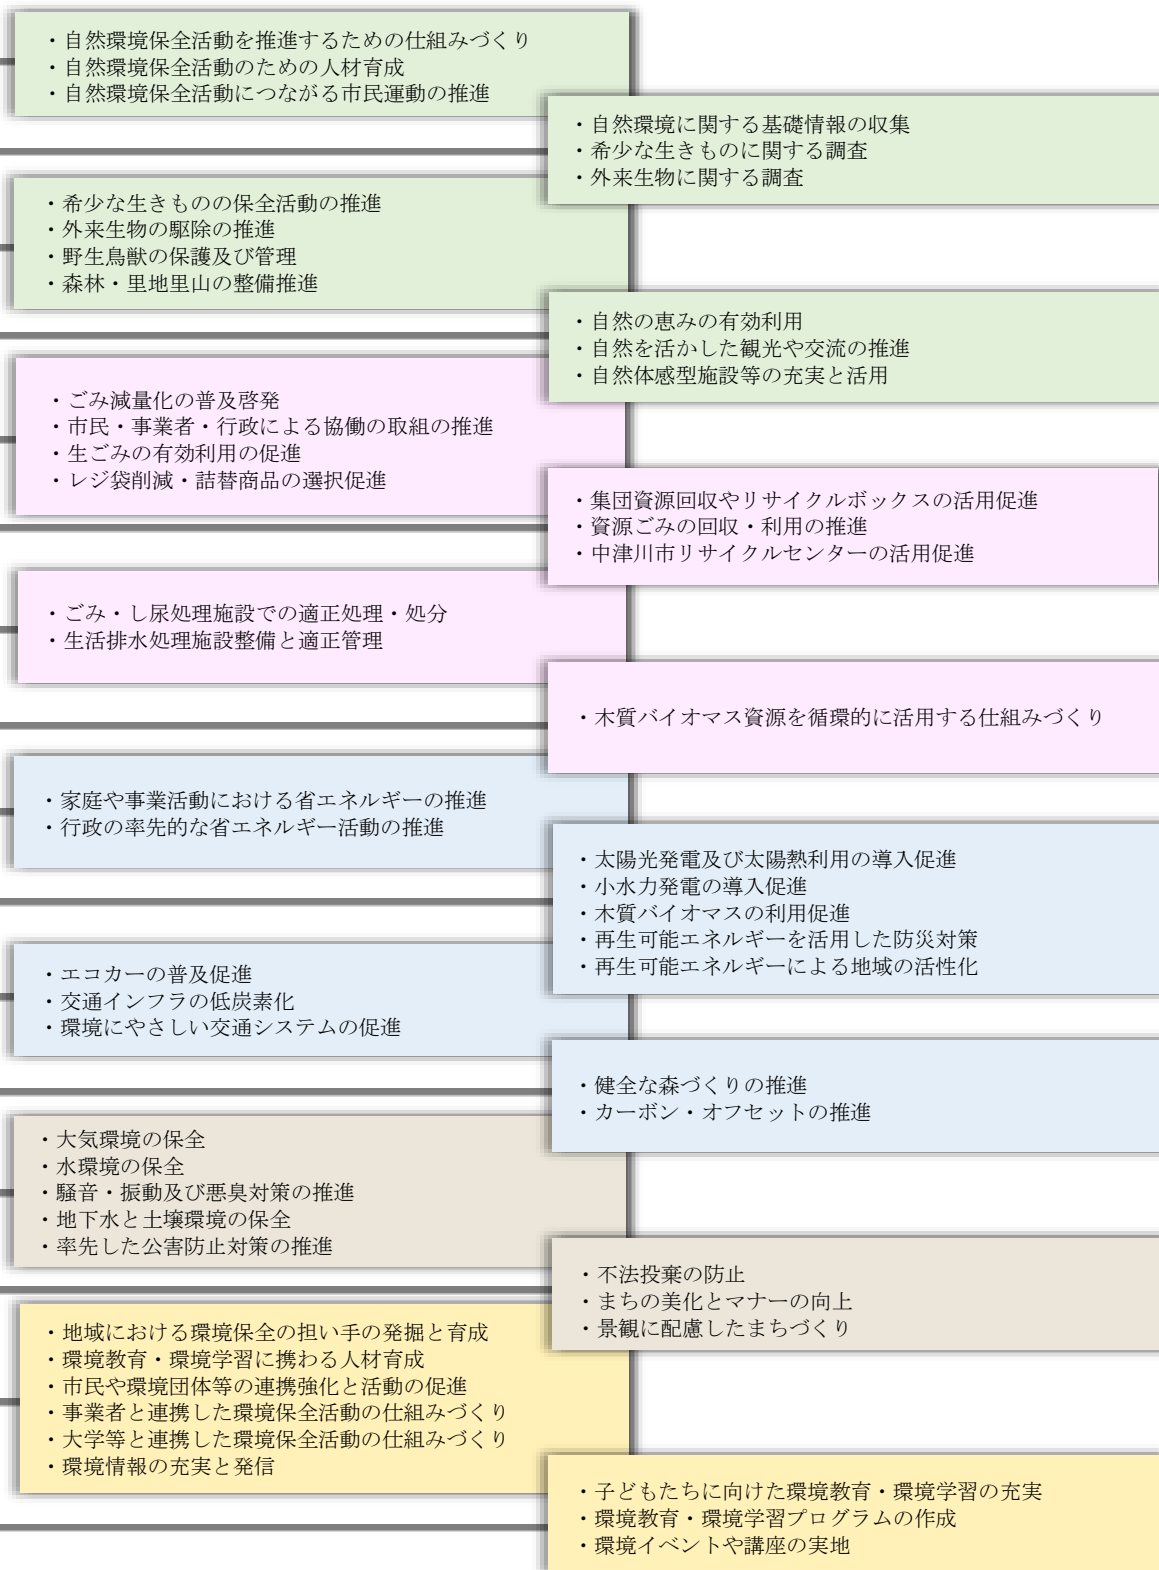 ・自然環境保全活動を推進するための仕組みづくり
・自然環境保全活動のための人材育成
・自然環境保全活動につながる市民運動の推進
・自然環境に関する基礎情報の収集
・希少な生きものに関する調査
・外来生物に関する調査
・希少な生きものの保全活動の推進
・外来生物の駆除の推進
・野生鳥獣の保護及び管理
・森林・里地里山の整備推進
・自然の恵みの有効利用
・自然を活かした観光や交流の推進
・自然体感型施設等の充実と活用
・ごみ減量化の普及啓発
・市民・事業者・行政による協働の取組の推進
・生ごみの有効利用の促進
・レジ袋削減・詰替商品の選択促進
・集団資源回収やリサイクルボックスの活用促進
・資源ごみの回収・利用の推進
・中津川市リサイクルセンターの活用促進
・ごみ・し尿処理施設での適正処理・処分
・生活排水処理施設整備と適正管理
・木質バイオマス資源を循環的に活用する仕組みづくり
・家庭や事業活動における省エネルギーの推進
・行政の率先的な省エネルギー活動の推進
・太陽光発電及び太陽熱利用の導入促進
・小水力発電の導入促進
・木質バイオマスの利用促進
・再生可能エネルギーを活用した防災対策
・再生可能エネルギーによる地域の活性化
・エコカーの普及促進
・交通インフラの低炭素化
・環境にやさしい交通システムの促進
・健全な森づくりの推進
・カーボン・オフセットの推進
・大気環境の保全
・水環境の保全
・騒音・振動及び悪臭対策の推進
・地下水と土壌環境の保全
・率先した公害防止対策の推進
・不法投棄の防止
・まちの美化とマナーの向上
・景観に配慮したまちづくり
・地域における環境保全の担い手の発掘と育成
・環境教育・環境学習に携わる人材育成
・市民や環境団体等の連携強化と活動の促進
・事業者と連携した環境保全活動の仕組みづくり
・大学等と連携した環境保全活動の仕組みづくり
・環境情報の充実と発信
・子どもたちに向けた環境教育・環境学習の充実
・環境教育・環境学習プログラムの作成
・環境イベントや講座の実地